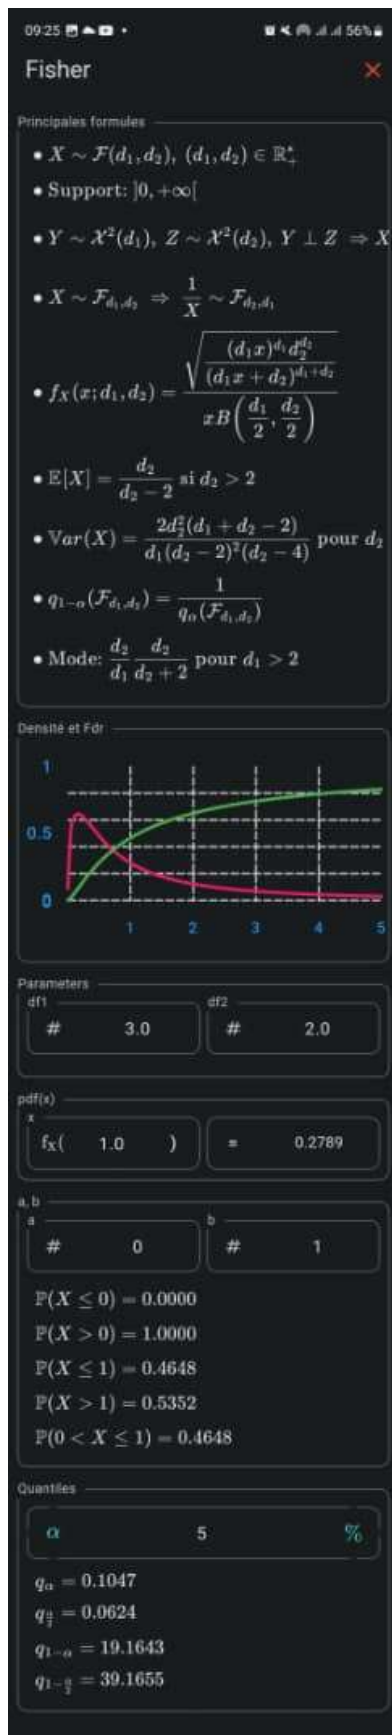 09:25 56%
Fisher ×
Principales formules
• X ∼ F(d₁, d₂), (d₁, d₂) ∈ ℝ₊*
• Support: ]0, +∞[
• Y ∼ 𝒳²(d₁), Z ∼ 𝒳²(d₂), Y ⊥ Z ⇒ X
• X ∼ F_{d₁,d₂} ⇒ 1/X ∼ F_{d₂,d₁}
• f_X(x; d₁, d₂) = √((d₁x)^{d₁} d₂^{d₂} / (d₁x + d₂)^{d₁+d₂}) / xB(d₁/2, d₂/2)
• 𝔼[X] = d₂/(d₂ − 2) si d₂ > 2
• 𝕍ar(X) = 2d₂²(d₁ + d₂ − 2) / d₁(d₂ − 2)²(d₂ − 4) pour d₂
• q_{1−α}(F_{d₁,d₂}) = 1/q_α(F_{d₁,d₂})
• Mode: d₂/d₁ d₂/(d₂ + 2) pour d₁ > 2
Densité et Fdr
1
0.5
0
1 2 3 4 5
Parameters
df1 df2
# 3.0 # 2.0
pdf(x)
x
f_X( 1.0 ) = 0.2789
a, b
a b
# 0 # 1
ℙ(X ≤ 0) = 0.0000
ℙ(X > 0) = 1.0000
ℙ(X ≤ 1) = 0.4648
ℙ(X > 1) = 0.5352
ℙ(0 < X ≤ 1) = 0.4648
Quantiles
α 5 %
q_α = 0.1047
q_{α/2} = 0.0624
q_{1−α} = 19.1643
q_{1−α/2} = 39.1655